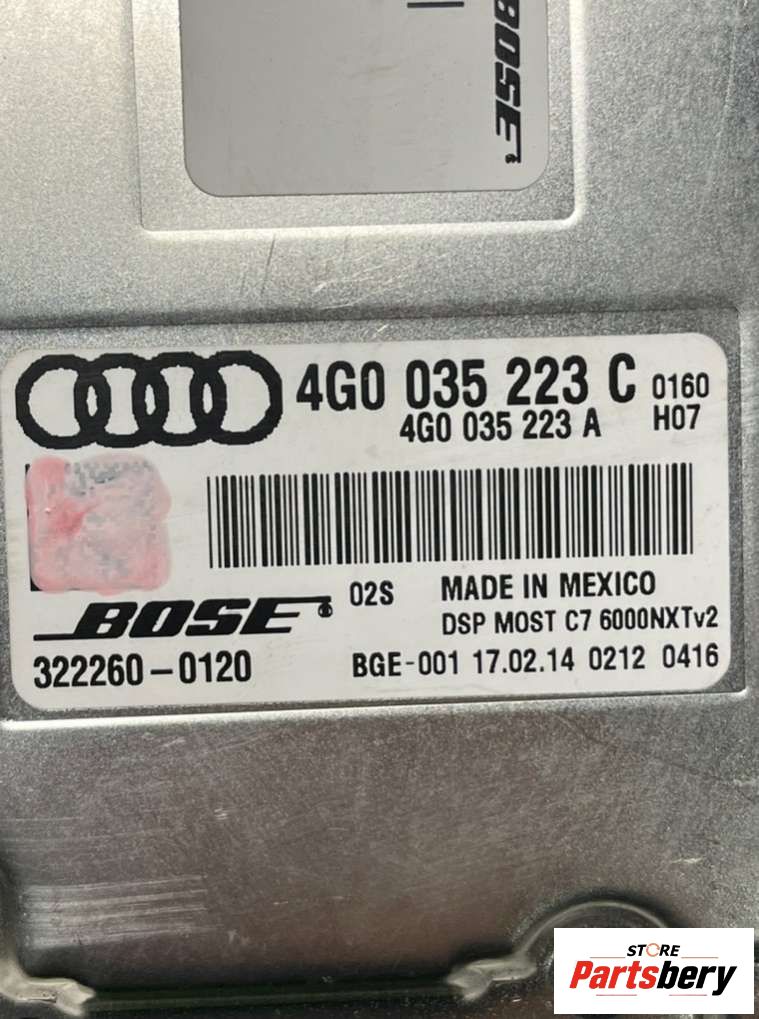 BOSE
4G0 035 223 C 0160
4G0 035 223 A H07
BOSE 02S MADE IN MEXICO
DSP MOST C7 6000NXTv2
322260-0120 BGE-001 17.02.14 0212 0416
STORE
Partsbery